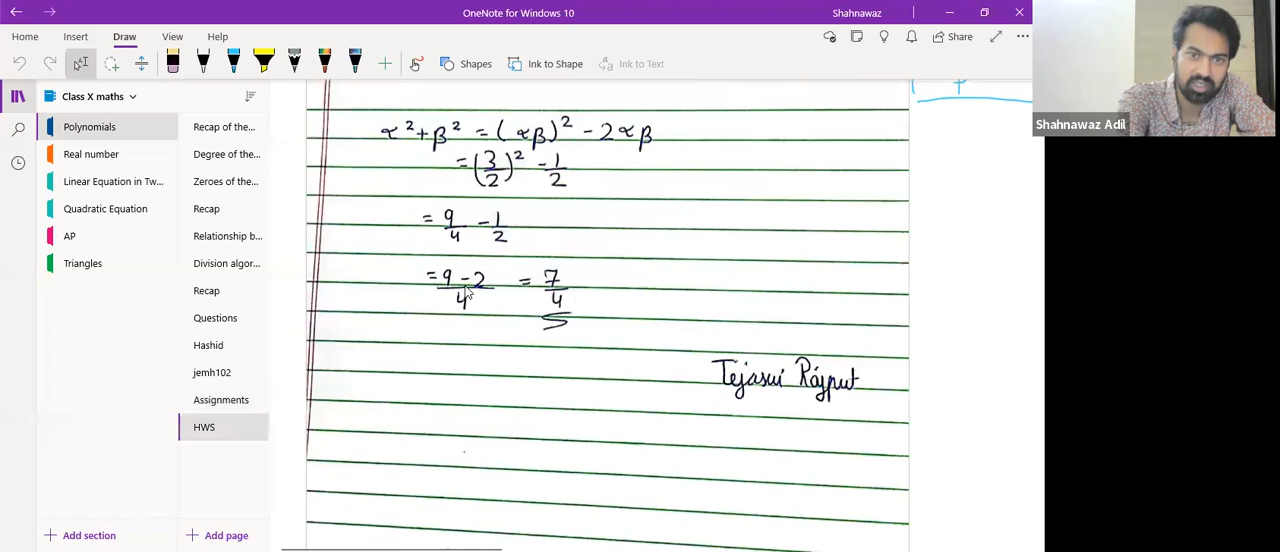 OneNote for Windows 10
Shahnawaz
Home Insert Draw View Help
Share
Shapes Ink to Shape Ink to Text
Class X maths
Polynomials
Real number
Linear Equation in Tw...
Quadratic Equation
AP
Triangles
Add section
Recap of the...
Degree of the...
Zeroes of the...
Recap
Relationship b...
Division algor...
Recap
Questions
Hashid
jemh102
Assignments
HWS
Add page
α² + β² = (αβ)² - 2αβ
= (3/2)² - 1/2
= 9/4 - 1/2
= 9 - 2/4 = 7/4
Tejasui Rajput
Shahnawaz Adil